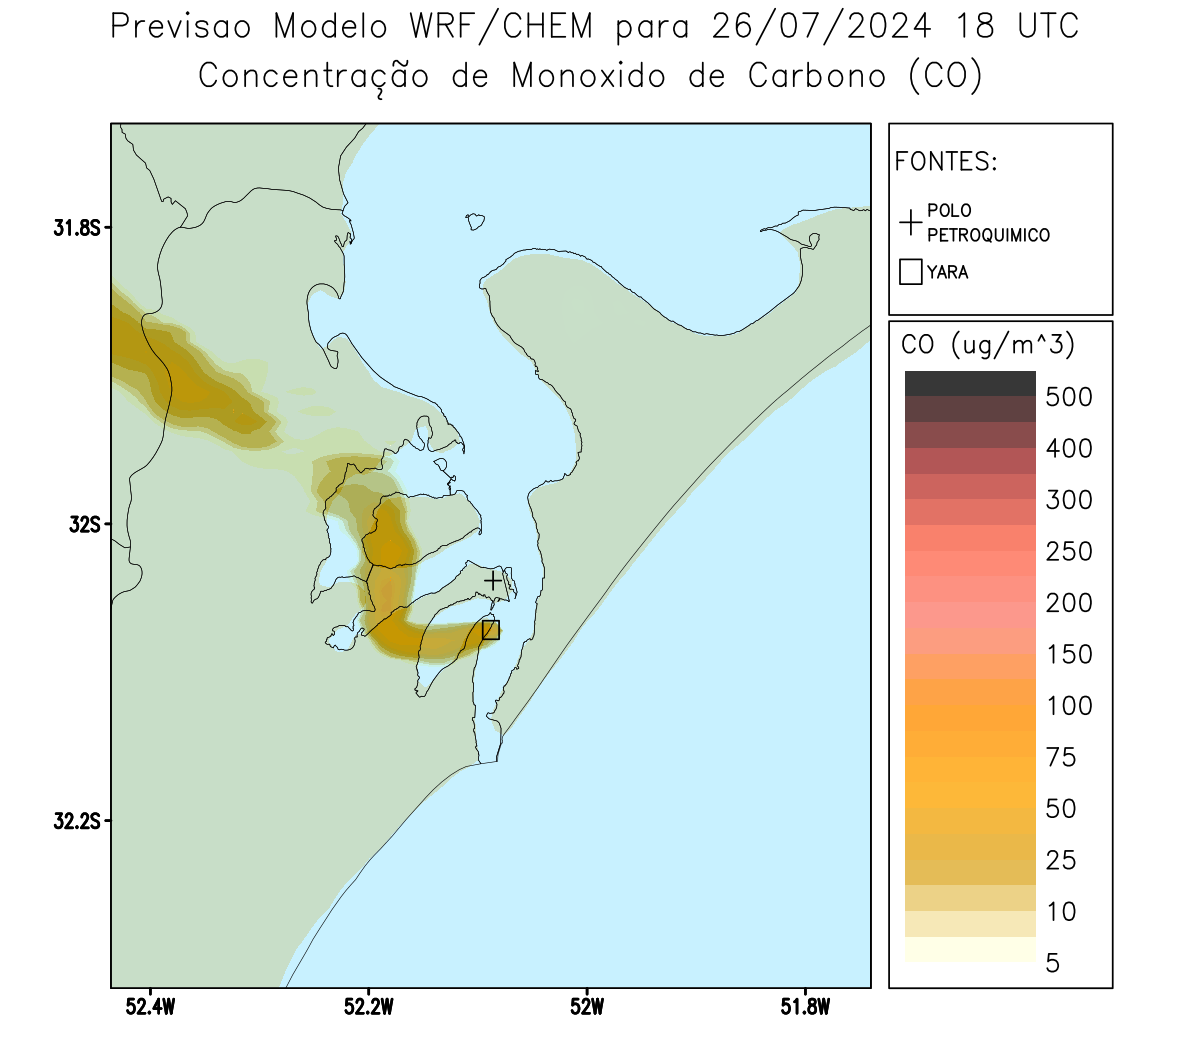 Previsao Modelo WRF/CHEM para 26/07/2024 18 UTC
Concentração de Monoxido de Carbono (CO)
FONTES:
POLO
PETROQUIMICO
YARA
CO (ug/m^3)
500
400
300
250
200
150
100
75
50
25
10
5
31.8S
32S
32.2S
52.4W
52.2W
52W
51.8W